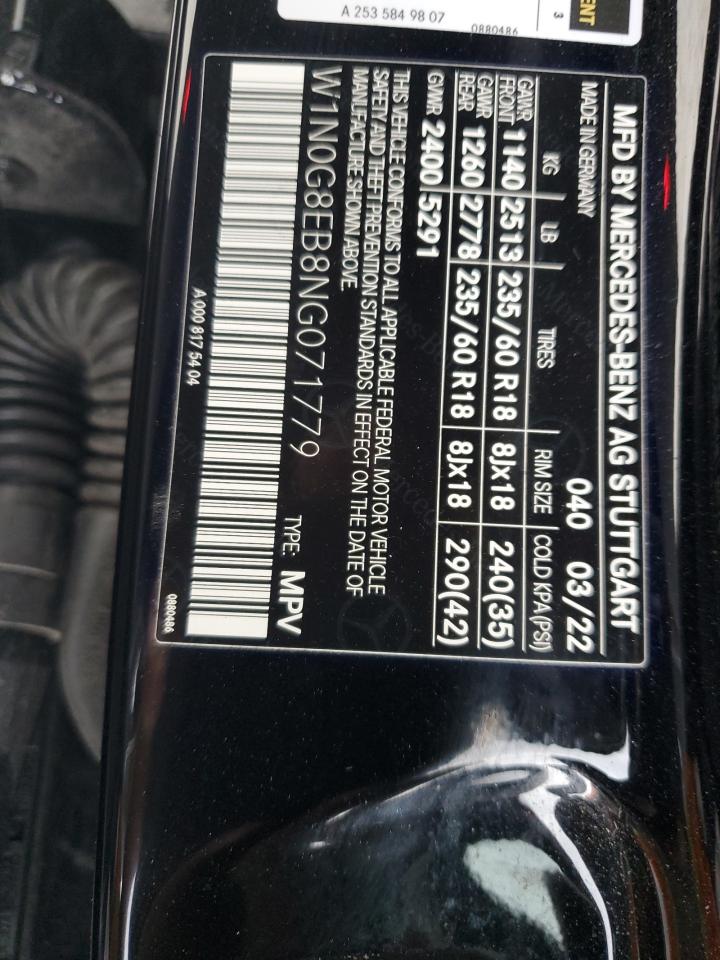 ENT
3
A 253 584 98 07
0880486
MFD BY MERCEDES-BENZ AG STUTTGART
MADE IN GERMANY 040 03/22
KG LB TIRES RIM SIZE COLD KPA(PSI)
GAWR FRONT 1140 2513 235/60 R18 8Jx18 240(35)
GAWR REAR 1260 2778 235/60 R18 8Jx18 290(42)
GVWR 2400 5291
THIS VEHICLE CONFORMS TO ALL APPLICABLE FEDERAL MOTOR VEHICLE
SAFETY AND THEFT PREVENTION STANDARDS IN EFFECT ON THE DATE OF
MANUFACTURE SHOWN ABOVE.
W1N0G8EB8NG071779 TYPE: MPV
A 000 817 54 04
0880486